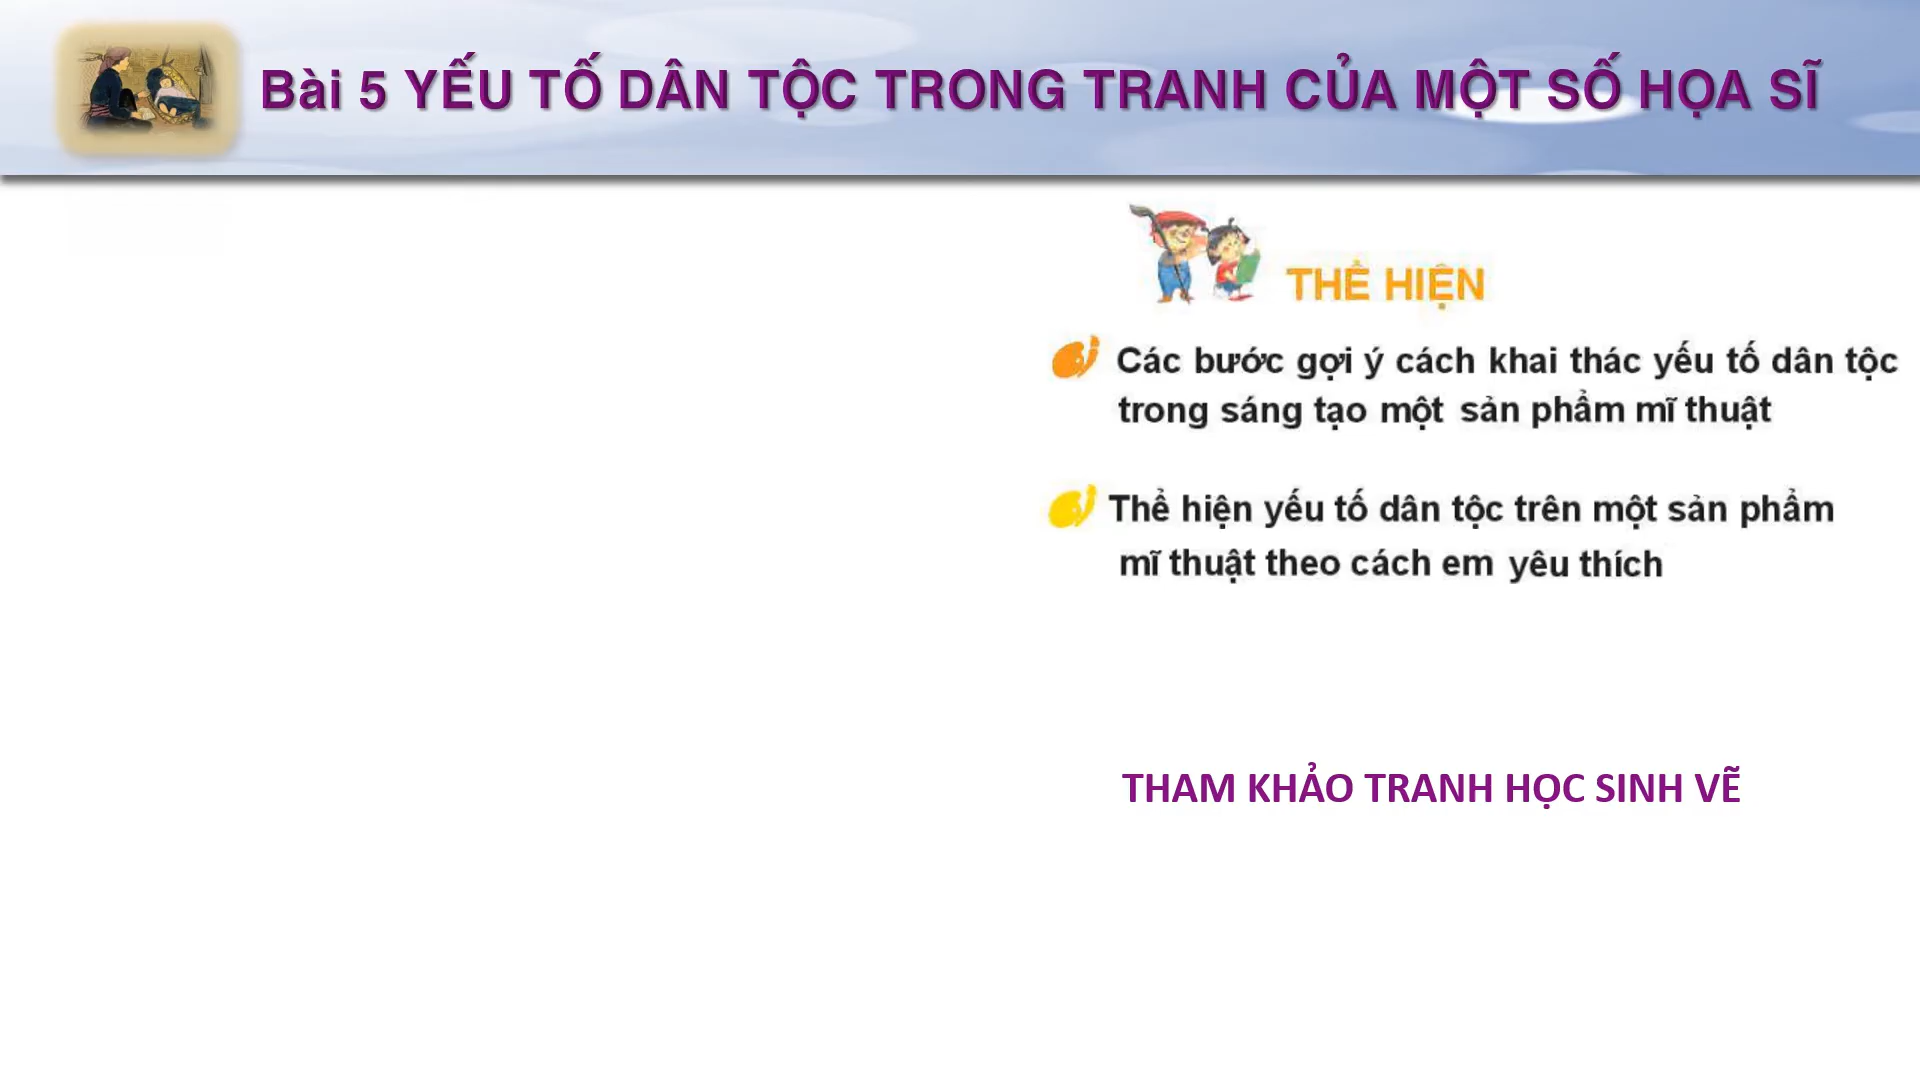 Bài 5 YẾU TỐ DÂN TỘC TRONG TRANH CỦA MỘT SỐ HỌA SĨ
THỂ HIỆN
Các bước gợi ý cách khai thác yếu tố dân tộc
trong sáng tạo một sản phẩm mĩ thuật
Thể hiện yếu tố dân tộc trên một sản phẩm
mĩ thuật theo cách em yêu thích
THAM KHẢO TRANH HỌC SINH VẼ